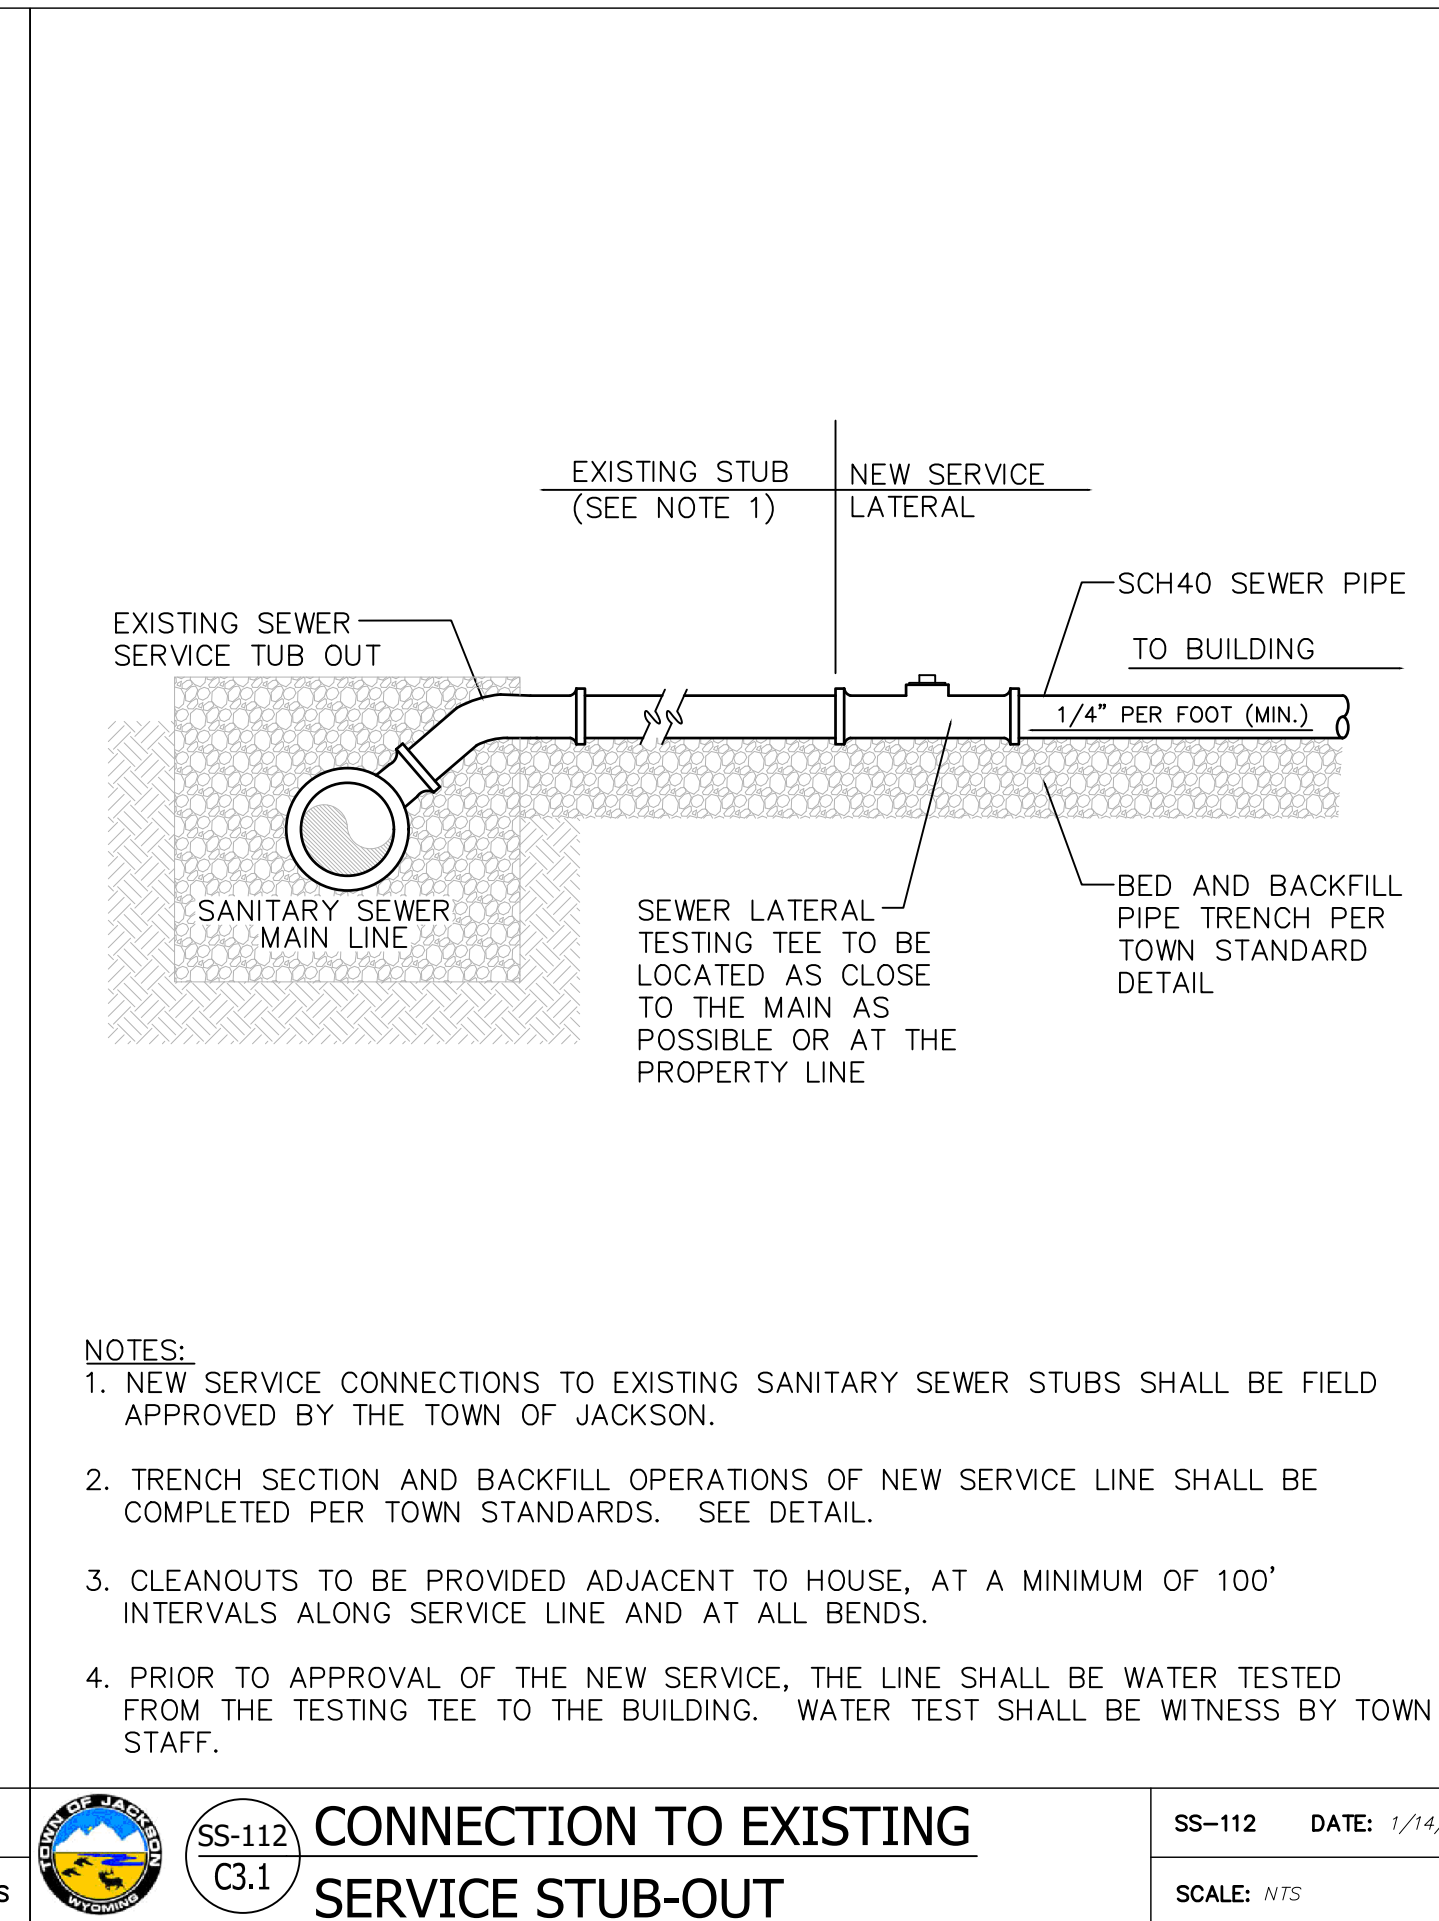 EXISTING STUB
(SEE NOTE 1)
NEW SERVICE
LATERAL
SCH40 SEWER PIPE
TO BUILDING
EXISTING SEWER
SERVICE TUB OUT
1/4" PER FOOT (MIN.)
SANITARY SEWER
MAIN LINE
SEWER LATERAL
TESTING TEE TO BE
LOCATED AS CLOSE
TO THE MAIN AS
POSSIBLE OR AT THE
PROPERTY LINE
BED AND BACKFILL
PIPE TRENCH PER
TOWN STANDARD
DETAIL
NOTES:
1. NEW SERVICE CONNECTIONS TO EXISTING SANITARY SEWER STUBS SHALL BE FIELD
APPROVED BY THE TOWN OF JACKSON.
2. TRENCH SECTION AND BACKFILL OPERATIONS OF NEW SERVICE LINE SHALL BE
COMPLETED PER TOWN STANDARDS. SEE DETAIL.
3. CLEANOUTS TO BE PROVIDED ADJACENT TO HOUSE, AT A MINIMUM OF 100'
INTERVALS ALONG SERVICE LINE AND AT ALL BENDS.
4. PRIOR TO APPROVAL OF THE NEW SERVICE, THE LINE SHALL BE WATER TESTED
FROM THE TESTING TEE TO THE BUILDING. WATER TEST SHALL BE WITNESS BY TOWN
STAFF.
S
TOWN OF JACKSON
WYOMING
SS-112
C3.1
CONNECTION TO EXISTING
SERVICE STUB-OUT
SS-112 DATE: 1/14/
SCALE: NTS